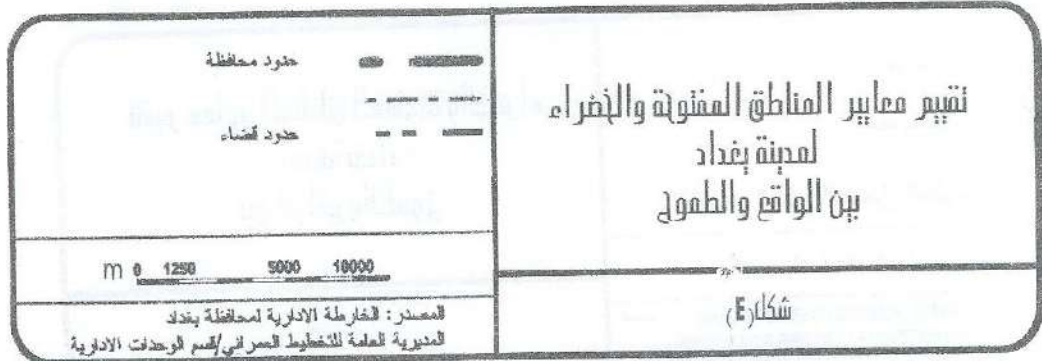 تقييم معايير المناطق المفتوحة والخضراء
لمدينة بغداد
بين الواقع والطموح
شكل (E)
حدود محافظة
حدود قضاء
m 0 1250 5000 10000
المصدر: الخارطة الادارية لمحافظة بغداد
المديرية العامة للتخطيط العمراني/قسم الوحدات الادارية